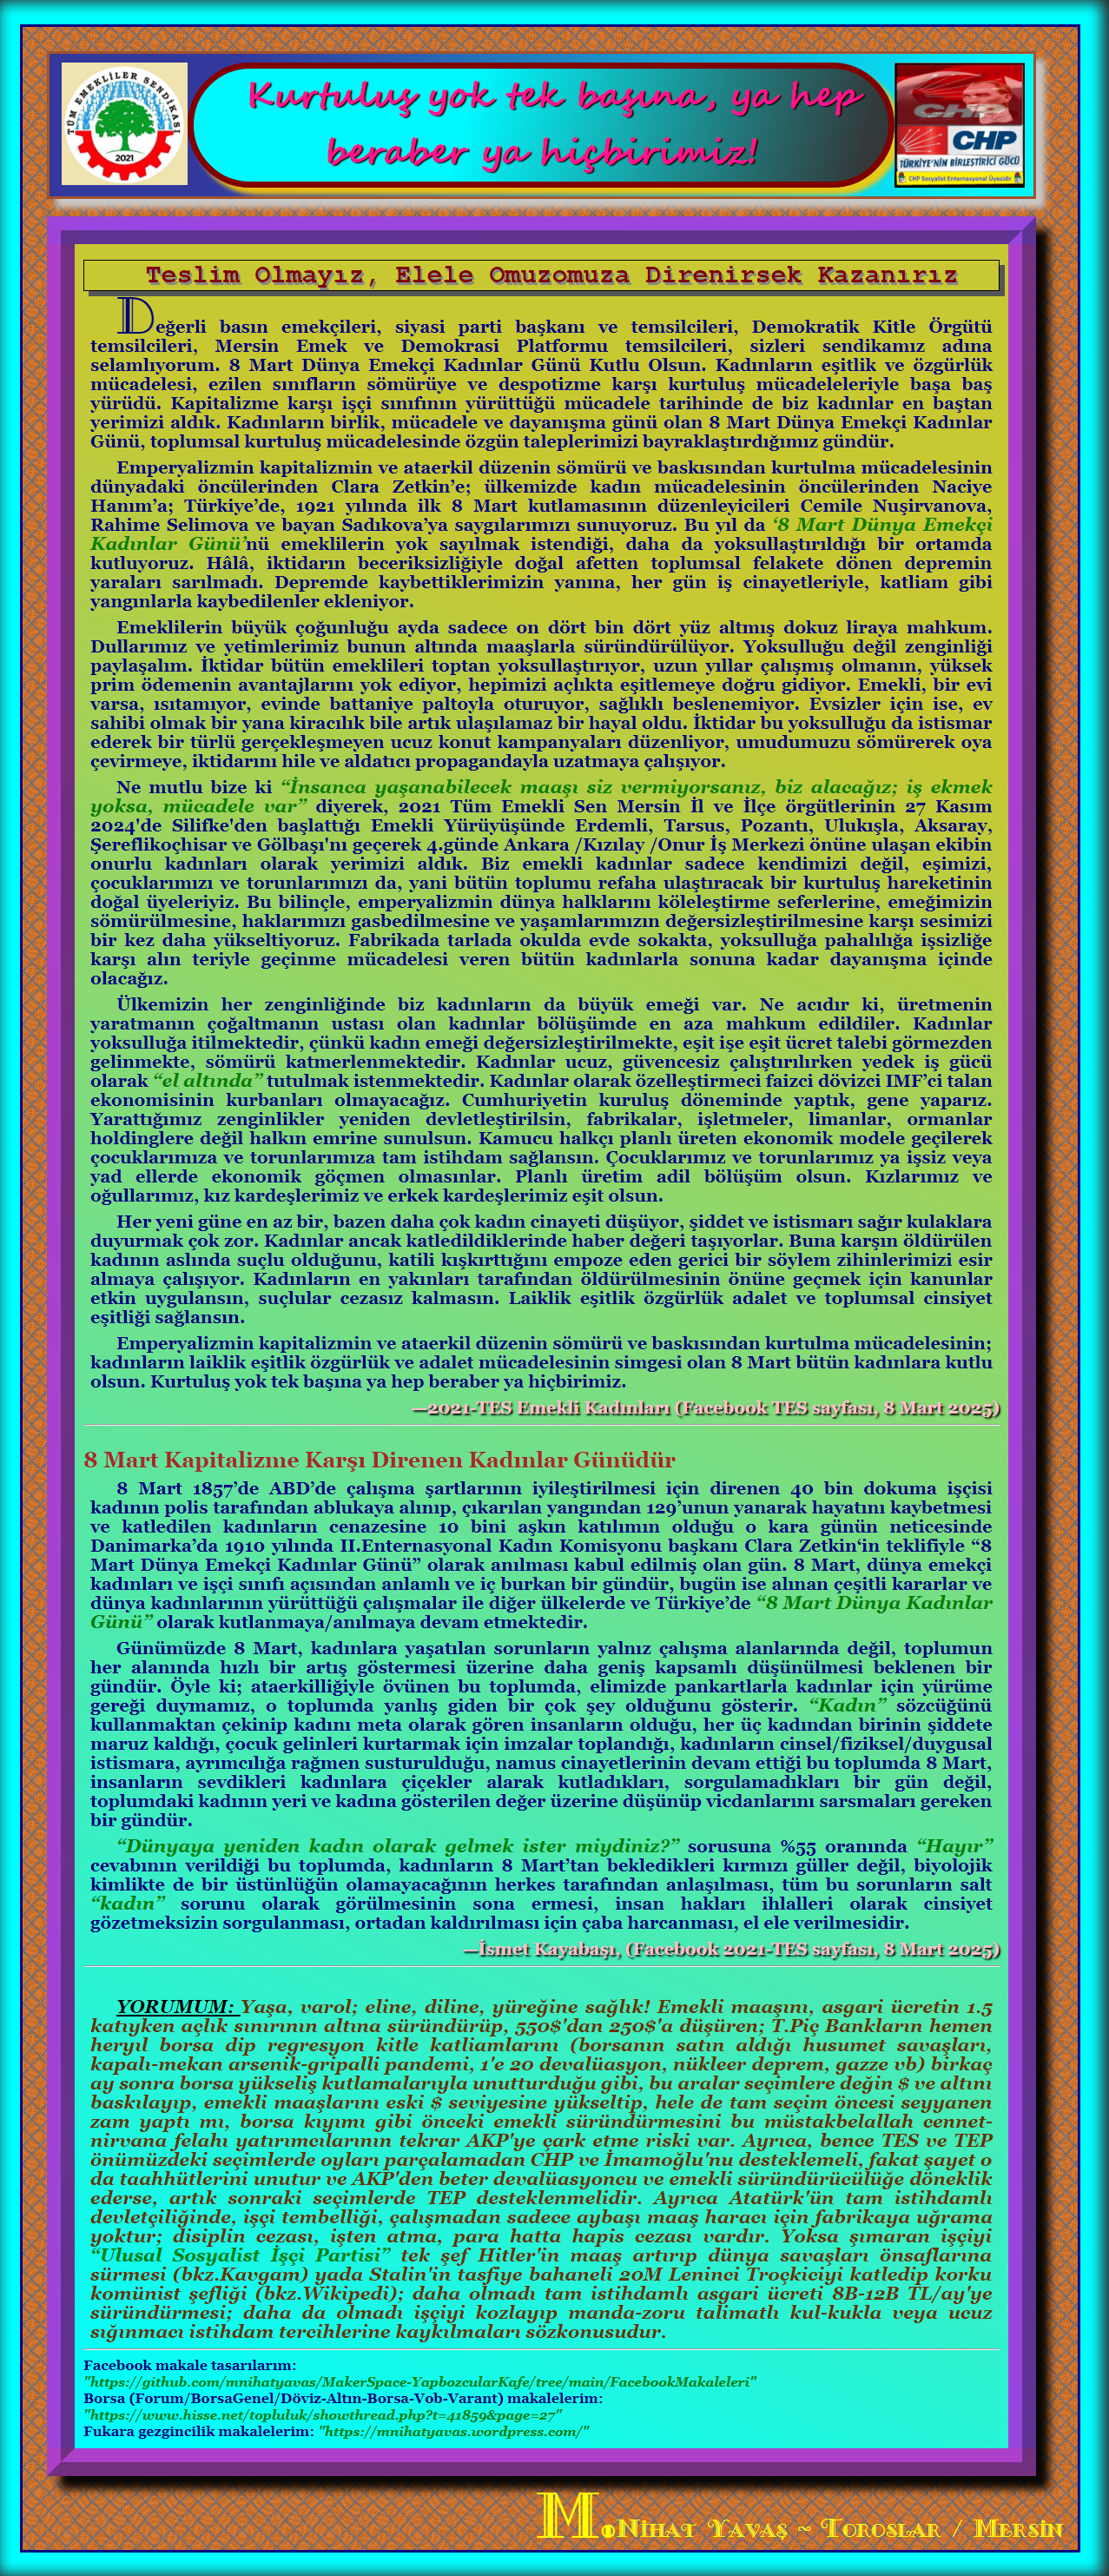 TÜM EMEKLİLER SENDİKASI
2021
Kurtuluş yok tek başına, ya hep
beraber ya hiçbirimiz!
CHP
CHP
TÜRKİYE'NİN BİRLEŞTİRİCİ GÜCÜ
CHP Sosyalist Enternasyonal Üyesidir
Teslim Olmayız, Elele Omuzomuza Direnirsek Kazanırız
Değerli basın emekçileri, siyasi parti başkanı ve temsilcileri, Demokratik Kitle Örgütü
temsilcileri, Mersin Emek ve Demokrasi Platformu temsilcileri, sizleri sendikamız adına
selamlıyorum. 8 Mart Dünya Emekçi Kadınlar Günü Kutlu Olsun. Kadınların eşitlik ve özgürlük
mücadelesi, ezilen sınıfların sömürüye ve despotizme karşı kurtuluş mücadeleleriyle başa baş
yürüdü. Kapitalizme karşı işçi sınıfının yürüttüğü mücadele tarihinde de biz kadınlar en baştan
yerimizi aldık. Kadınların birlik, mücadele ve dayanışma günü olan 8 Mart Dünya Emekçi Kadınlar
Günü, toplumsal kurtuluş mücadelesinde özgün taleplerimizi bayraklaştırdığımız gündür.
Emperyalizmin kapitalizmin ve ataerkil düzenin sömürü ve baskısından kurtulma mücadelesinin
dünyadaki öncülerinden Clara Zetkin’e; ülkemizde kadın mücadelesinin öncülerinden Naciye
Hanım’a; Türkiye’de, 1921 yılında ilk 8 Mart kutlamasının düzenleyicileri Cemile Nuşirvanova,
Rahime Selimova ve bayan Sadıkova’ya saygılarımızı sunuyoruz. Bu yıl da ‘8 Mart Dünya Emekçi
Kadınlar Günü’nü emeklilerin yok sayılmak istendiği, daha da yoksullaştırıldığı bir ortamda
kutluyoruz. Hâlâ, iktidarın beceriksizliğiyle doğal afetten toplumsal felakete dönen depremin
yaraları sarılmadı. Depremde kaybettiklerimizin yanına, her gün iş cinayetleriyle, katliam gibi
yangınlarla kaybedilenler ekleniyor.
Emeklilerin büyük çoğunluğu ayda sadece on dört bin dört yüz altmış dokuz liraya mahkum.
Dullarımız ve yetimlerimiz bunun altında maaşlarla süründürülüyor. Yoksulluğu değil zenginliği
paylaşalım. İktidar bütün emeklileri toptan yoksullaştırıyor, uzun yıllar çalışmış olmanın, yüksek
prim ödemenin avantajlarını yok ediyor, hepimizi açlıkta eşitlemeye doğru gidiyor. Emekli, bir evi
varsa, ısıtamıyor, evinde battaniye paltoyla oturuyor, sağlıklı beslenemiyor. Evsizler için ise, ev
sahibi olmak bir yana kiracılık bile artık ulaşılamaz bir hayal oldu. İktidar bu yoksulluğu da istismar
ederek bir türlü gerçekleşmeyen ucuz konut kampanyaları düzenliyor, umudumuzu sömürerek oya
çevirmeye, iktidarını hile ve aldatıcı propagandayla uzatmaya çalışıyor.
Ne mutlu bize ki “İnsanca yaşanabilecek maaşı siz vermiyorsanız, biz alacağız; iş ekmek
yoksa, mücadele var” diyerek, 2021 Tüm Emekli Sen Mersin İl ve İlçe örgütlerinin 27 Kasım
2024'de Silifke'den başlattığı Emekli Yürüyüşünde Erdemli, Tarsus, Pozantı, Ulukışla, Aksaray,
Şereflikoçhisar ve Gölbaşı'nı geçerek 4.günde Ankara /Kızılay /Onur İş Merkezi önüne ulaşan ekibin
onurlu kadınları olarak yerimizi aldık. Biz emekli kadınlar sadece kendimizi değil, eşimizi,
çocuklarımızı ve torunlarımızı da, yani bütün toplumu refaha ulaştıracak bir kurtuluş hareketinin
doğal üyeleriyiz. Bu bilinçle, emperyalizmin dünya halklarını köleleştirme seferlerine, emeğimizin
sömürülmesine, haklarımızı gasbedilmesine ve yaşamlarımızın değersizleştirilmesine karşı sesimizi
bir kez daha yükseltiyoruz. Fabrikada tarlada okulda evde sokakta, yoksulluğa pahalılığa işsizliğe
karşı alın teriyle geçinme mücadelesi veren bütün kadınlarla sonuna kadar dayanışma içinde
olacağız.
Ülkemizin her zenginliğinde biz kadınların da büyük emeği var. Ne acıdır ki, üretmenin
yaratmanın çoğaltmanın ustası olan kadınlar bölüşümde en aza mahkum edildiler. Kadınlar
yoksulluğa itilmektedir, çünkü kadın emeği değersizleştirilmekte, eşit işe eşit ücret talebi görmezden
gelinmekte, sömürü katmerlenmektedir. Kadınlar ucuz, güvencesiz çalıştırılırken yedek iş gücü
olarak “el altında” tutulmak istenmektedir. Kadınlar olarak özelleştirmeci faizci dövizci IMF’ci talan
ekonomisinin kurbanları olmayacağız. Cumhuriyetin kuruluş döneminde yaptık, gene yaparız.
Yarattığımız zenginlikler yeniden devletleştirilsin, fabrikalar, işletmeler, limanlar, ormanlar
holdinglere değil halkın emrine sunulsun. Kamucu halkçı planlı üreten ekonomik modele geçilerek
çocuklarımıza ve torunlarımıza tam istihdam sağlansın. Çocuklarımız ve torunlarımız ya işsiz veya
yad ellerde ekonomik göçmen olmasınlar. Planlı üretim adil bölüşüm olsun. Kızlarımız ve
oğullarımız, kız kardeşlerimiz ve erkek kardeşlerimiz eşit olsun.
Her yeni güne en az bir, bazen daha çok kadın cinayeti düşüyor, şiddet ve istismarı sağır kulaklara
duyurmak çok zor. Kadınlar ancak katledildiklerinde haber değeri taşıyorlar. Buna karşın öldürülen
kadının aslında suçlu olduğunu, katili kışkırttığını empoze eden gerici bir söylem zihinlerimizi esir
almaya çalışıyor. Kadınların en yakınları tarafından öldürülmesinin önüne geçmek için kanunlar
etkin uygulansın, suçlular cezasız kalmasın. Laiklik eşitlik özgürlük adalet ve toplumsal cinsiyet
eşitliği sağlansın.
Emperyalizmin kapitalizmin ve ataerkil düzenin sömürü ve baskısından kurtulma mücadelesinin;
kadınların laiklik eşitlik özgürlük ve adalet mücadelesinin simgesi olan 8 Mart bütün kadınlara kutlu
olsun. Kurtuluş yok tek başına ya hep beraber ya hiçbirimiz.
—2021-TES Emekli Kadınları (Facebook TES sayfası, 8 Mart 2025)
8 Mart Kapitalizme Karşı Direnen Kadınlar Günüdür
8 Mart 1857’de ABD’de çalışma şartlarının iyileştirilmesi için direnen 40 bin dokuma işçisi
kadının polis tarafından ablukaya alınıp, çıkarılan yangından 129’unun yanarak hayatını kaybetmesi
ve katledilen kadınların cenazesine 10 bini aşkın katılımın olduğu o kara günün neticesinde
Danimarka’da 1910 yılında II.Enternasyonal Kadın Komisyonu başkanı Clara Zetkin‘in teklifiyle “8
Mart Dünya Emekçi Kadınlar Günü” olarak anılması kabul edilmiş olan gün. 8 Mart, dünya emekçi
kadınları ve işçi sınıfı açısından anlamlı ve iç burkan bir gündür, bugün ise alınan çeşitli kararlar ve
dünya kadınlarının yürüttüğü çalışmalar ile diğer ülkelerde ve Türkiye’de “8 Mart Dünya Kadınlar
Günü” olarak kutlanmaya/anılmaya devam etmektedir.
Günümüzde 8 Mart, kadınlara yaşatılan sorunların yalnız çalışma alanlarında değil, toplumun
her alanında hızlı bir artış göstermesi üzerine daha geniş kapsamlı düşünülmesi beklenen bir
gündür. Öyle ki; ataerkilliğiyle övünen bu toplumda, elimizde pankartlarla kadınlar için yürüme
gereği duymamız, o toplumda yanlış giden bir çok şey olduğunu gösterir. “Kadın” sözcüğünü
kullanmaktan çekinip kadını meta olarak gören insanların olduğu, her üç kadından birinin şiddete
maruz kaldığı, çocuk gelinleri kurtarmak için imzalar toplandığı, kadınların cinsel/fiziksel/duygusal
istismara, ayrımcılığa rağmen susturulduğu, namus cinayetlerinin devam ettiği bu toplumda 8 Mart,
insanların sevdikleri kadınlara çiçekler alarak kutladıkları, sorgulamadıkları bir gün değil,
toplumdaki kadının yeri ve kadına gösterilen değer üzerine düşünüp vicdanlarını sarsmaları gereken
bir gündür.
“Dünyaya yeniden kadın olarak gelmek ister miydiniz?” sorusuna %55 oranında “Hayır”
cevabının verildiği bu toplumda, kadınların 8 Mart’tan bekledikleri kırmızı güller değil, biyolojik
kimlikte de bir üstünlüğün olamayacağının herkes tarafından anlaşılması, tüm bu sorunların salt
“kadın” sorunu olarak görülmesinin sona ermesi, insan hakları ihlalleri olarak cinsiyet
gözetmeksizin sorgulanması, ortadan kaldırılması için çaba harcanması, el ele verilmesidir.
—İsmet Kayabaşı, (Facebook 2021-TES sayfası, 8 Mart 2025)
YORUMUM: Yaşa, varol; eline, diline, yüreğine sağlık! Emekli maaşını, asgari ücretin 1.5
katıyken açlık sınırının altına süründürüp, 550$'dan 250$'a düşüren; T.Piç Bankların hemen
heryıl borsa dip regresyon kitle katliamlarını (borsanın satın aldığı husumet savaşları,
kapalı-mekan arsenik-gripalli pandemi, 1'e 20 devalüasyon, nükleer deprem, gazze vb) birkaç
ay sonra borsa yükseliş kutlamalarıyla unutturduğu gibi, bu aralar seçimlere değin $ ve altını
baskılayıp, emekli maaşlarını eski $ seviyesine yükseltip, hele de tam seçim öncesi seyyanen
zam yaptı mı, borsa kıyımı gibi önceki emekli süründürmesini bu müstakbelallah cennet-
nirvana felahı yatırımcılarının tekrar AKP'ye çark etme riski var. Ayrıca, bence TES ve TEP
önümüzdeki seçimlerde oyları parçalamadan CHP ve İmamoğlu'nu desteklemeli, fakat şayet o
da taahhütlerini unutur ve AKP'den beter devalüasyoncu ve emekli süründürücülüğe döneklik
ederse, artık sonraki seçimlerde TEP desteklenmelidir. Ayrıca Atatürk'ün tam istihdamlı
devletçiliğinde, işçi tembelliği, çalışmadan sadece aybaşı maaş haracı için fabrikaya uğrama
yoktur; disiplin cezası, işten atma, para hatta hapis cezası vardır. Yoksa şımaran işçiyi
“Ulusal Sosyalist İşçi Partisi” tek şef Hitler'in maaş artırıp dünya savaşları önsaflarına
sürmesi (bkz.Kavgam) yada Stalin'in tasfiye bahaneli 20M Leninci Troçkiciyi katledip korku
komünist şefliği (bkz.Wikipedi); daha olmadı tam istihdamlı asgari ücreti 8B-12B TL/ay'ye
süründürmesi; daha da olmadı işçiyi kozlayıp manda-zoru talimatlı kul-kukla veya ucuz
sığınmacı istihdam tercihlerine kaykılmaları sözkonusudur.
Facebook makale tasarılarım:
"https://github.com/mnihatyavas/MakerSpace-YapbozcularKafe/tree/main/FacebookMakaleleri"
Borsa (Forum/BorsaGenel/Döviz-Altın-Borsa-Vob-Varant) makalelerim:
"https://www.hisse.net/topluluk/showthread.php?t=41859&page=27"
Fukara gezgincilik makalelerim: "https://mnihatyavas.wordpress.com/"
M.Nihat Yavaş ~ Toroslar / Mersin